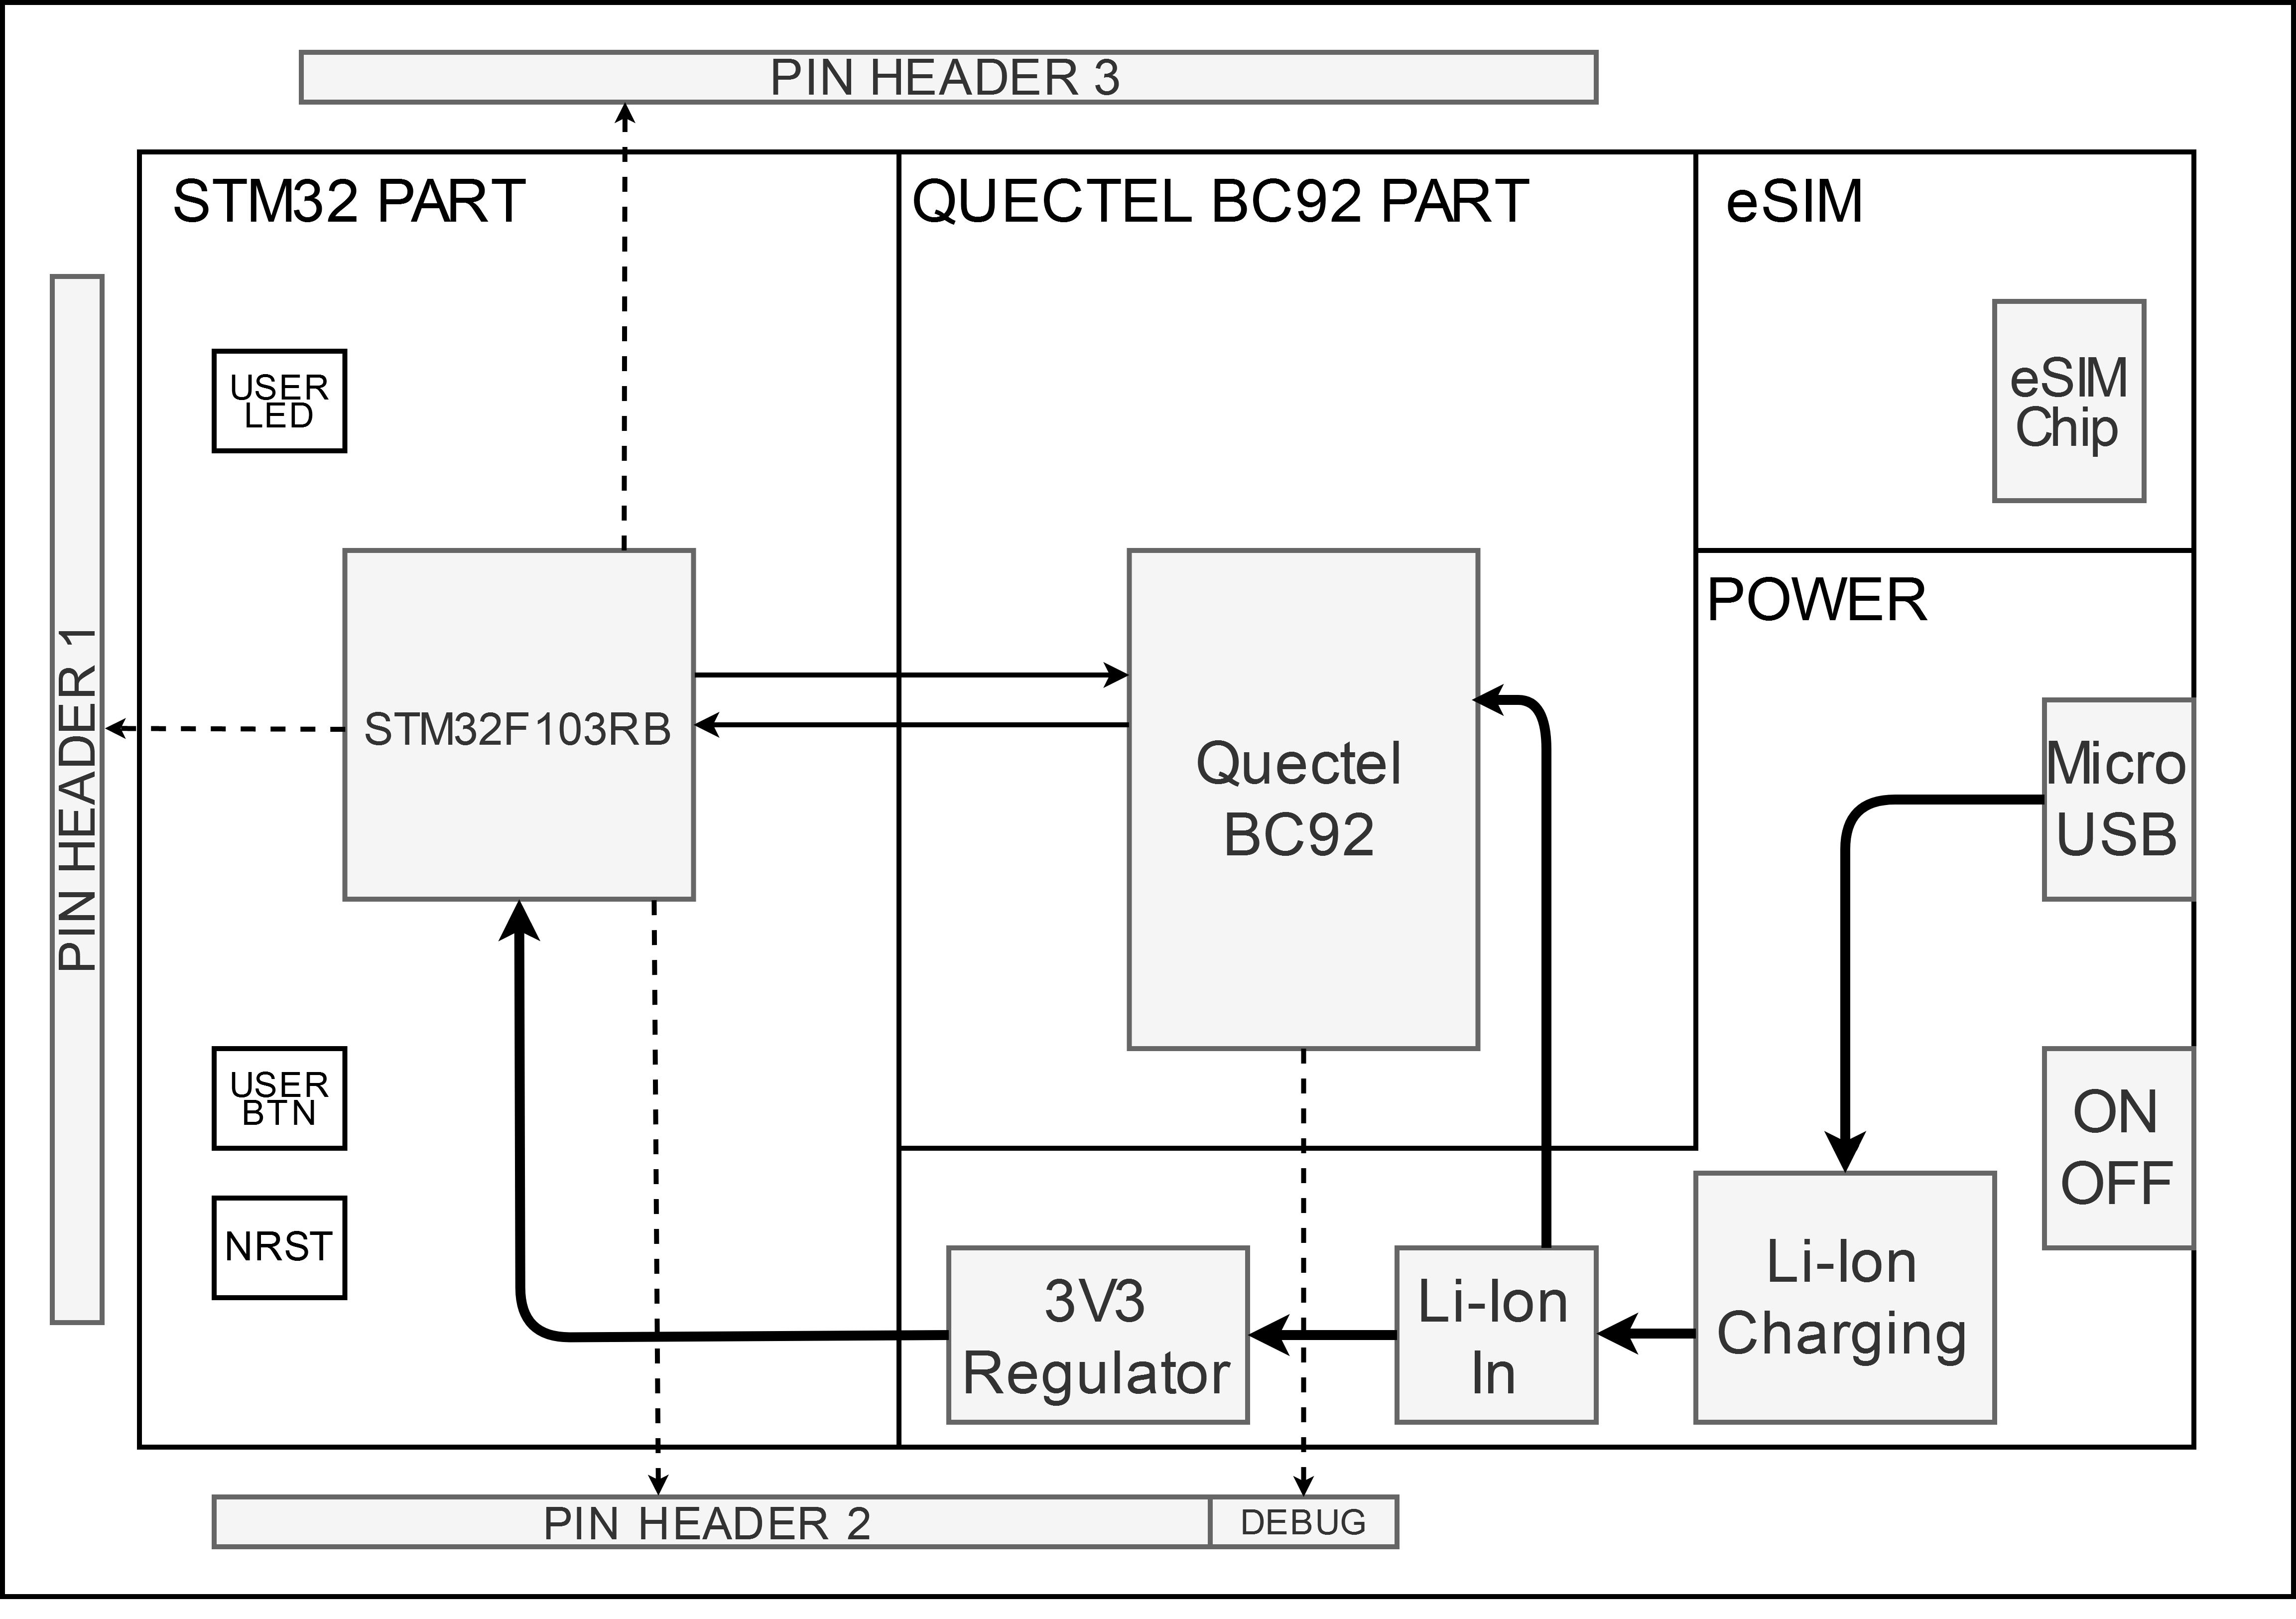 PIN HEADER 3
STM32 PART
QUECTEL BC92 PART
eSIM
USER
LED
eSIM
Chip
POWER
PIN HEADER 1
STM32F103RB
Quectel
BC92
Micro
USB
USER
BTN
ON
OFF
NRST
3V3
Regulator
Li-Ion
In
Li-Ion
Charging
PIN HEADER 2
DEBUG